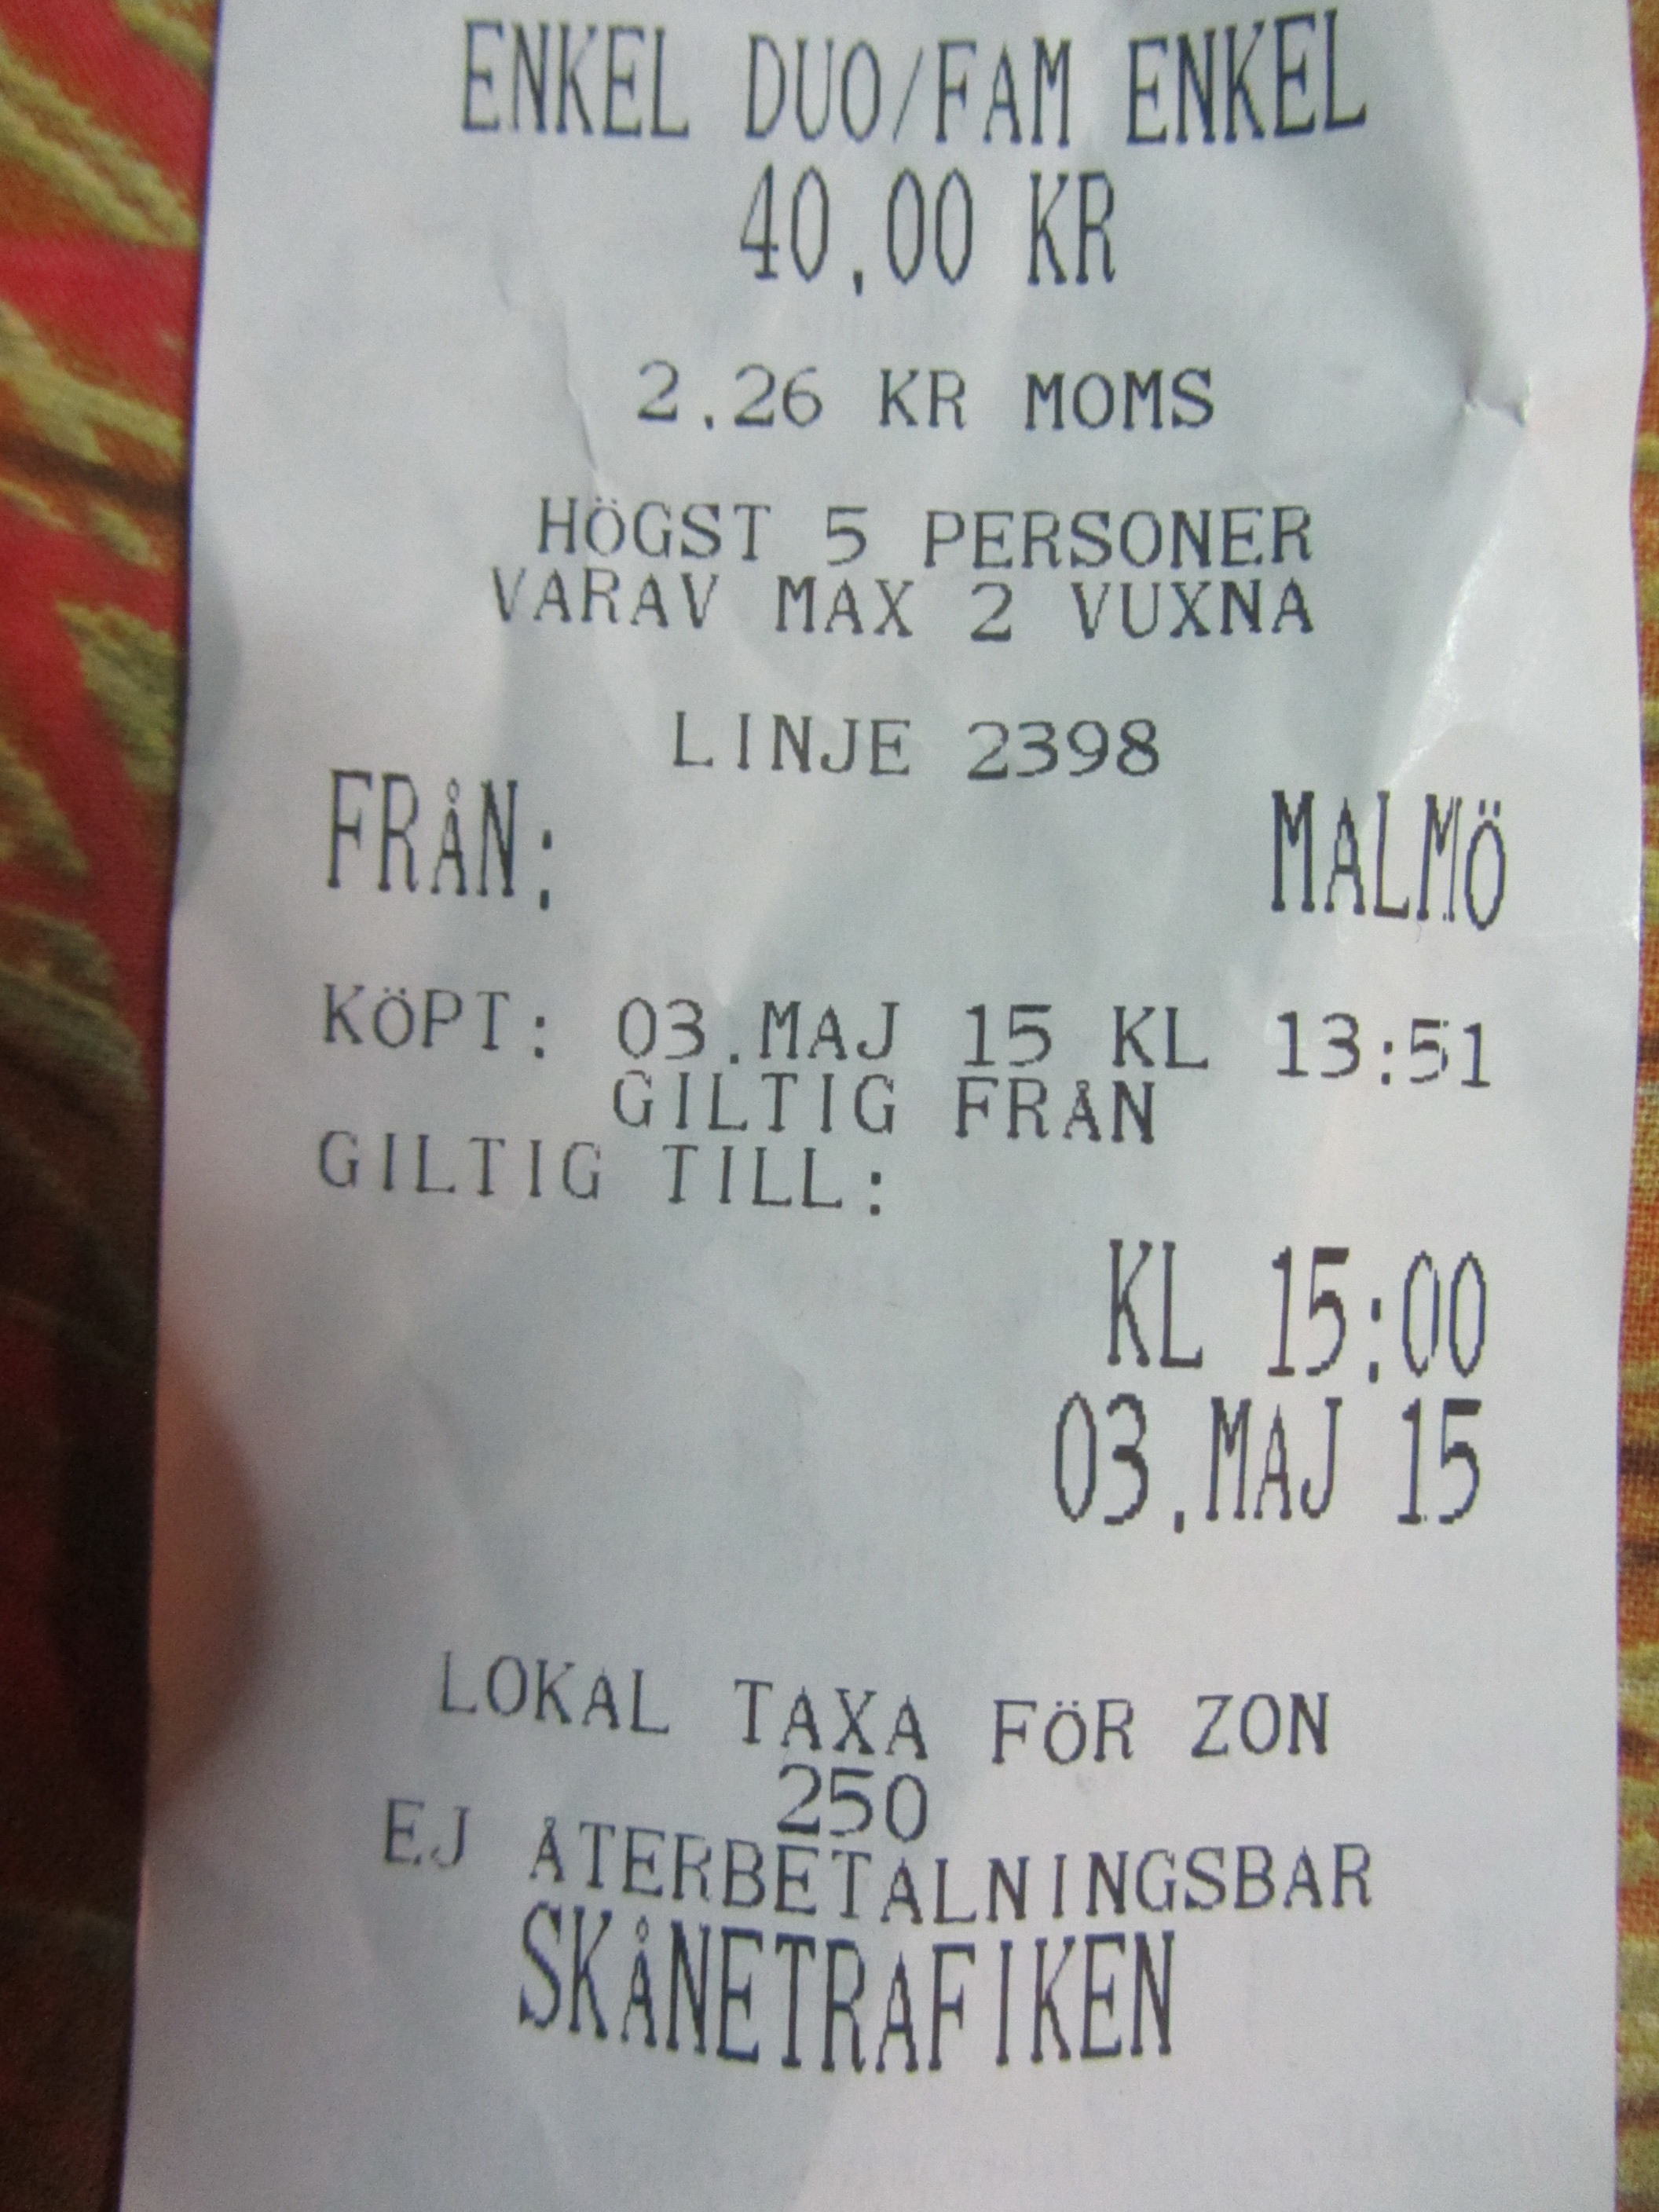 ENKEL DUO/FAM ENKEL
40,00 KR
2,26 KR MOMS
HÖGST 5 PERSONER
VARAV MAX 2 VUXNA
LINJE 2398
FRÅN: MALMÖ
KÖPT: 03.MAJ 15 KL 13:51
GILTIG FRÅN
GILTIG TILL:
KL 15:00
03.MAJ 15
LOKAL TAXA FÖR ZON
250
EJ ÅTERBETALNINGSBAR
SKÅNETRAFIKEN